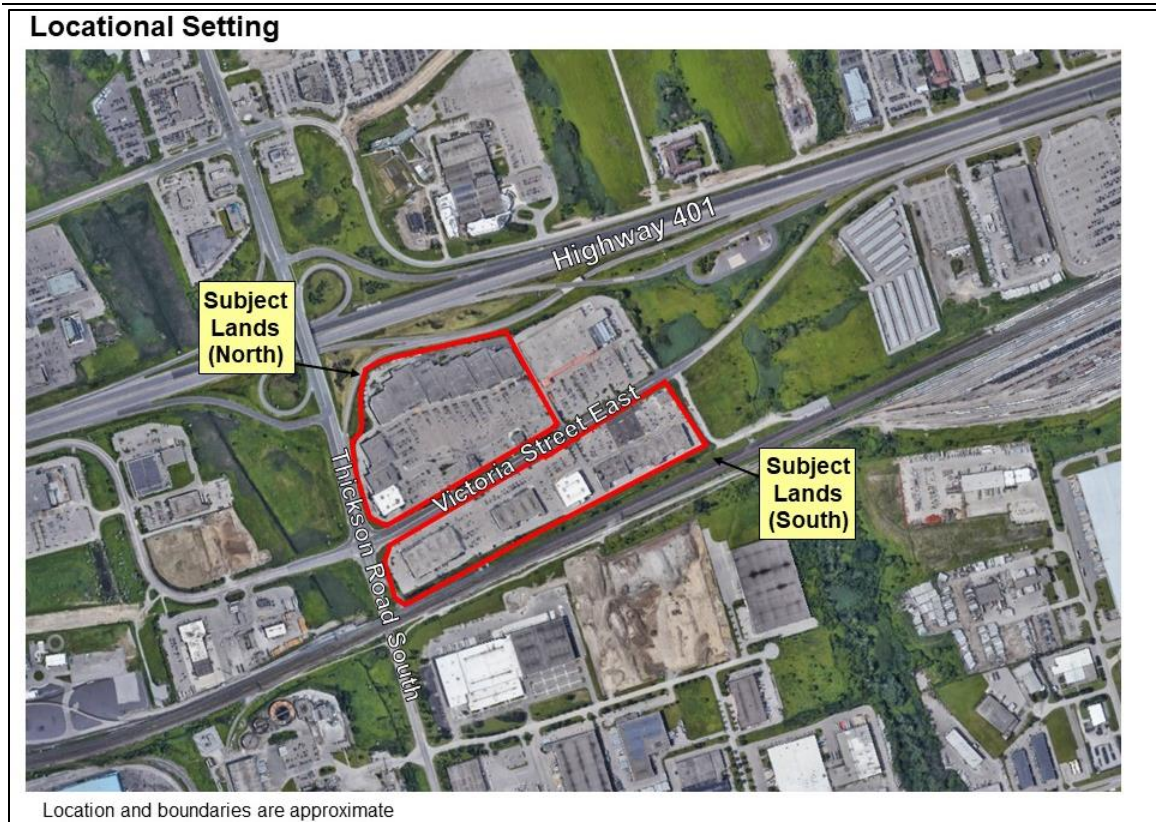 Locational Setting
Highway 401
Subject
Lands
(North)
Victoria Street East
Thickson Road South
Subject
Lands
(South)
Location and boundaries are approximate